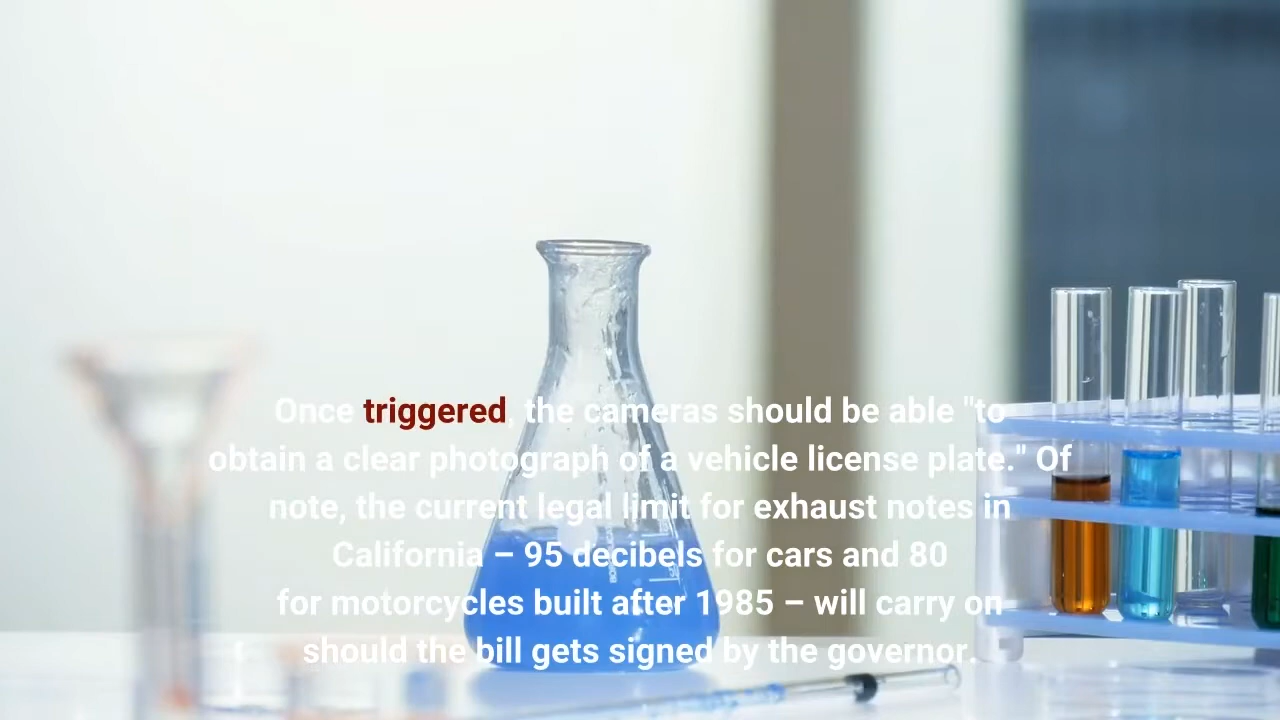 Once triggered, the cameras should be able "to
obtain a clear photograph of a vehicle license plate." Of
note, the current legal limit for exhaust notes in
California – 95 decibels for cars and 80
for motorcycles built after 1985 – will carry on
should the bill gets signed by the governor.